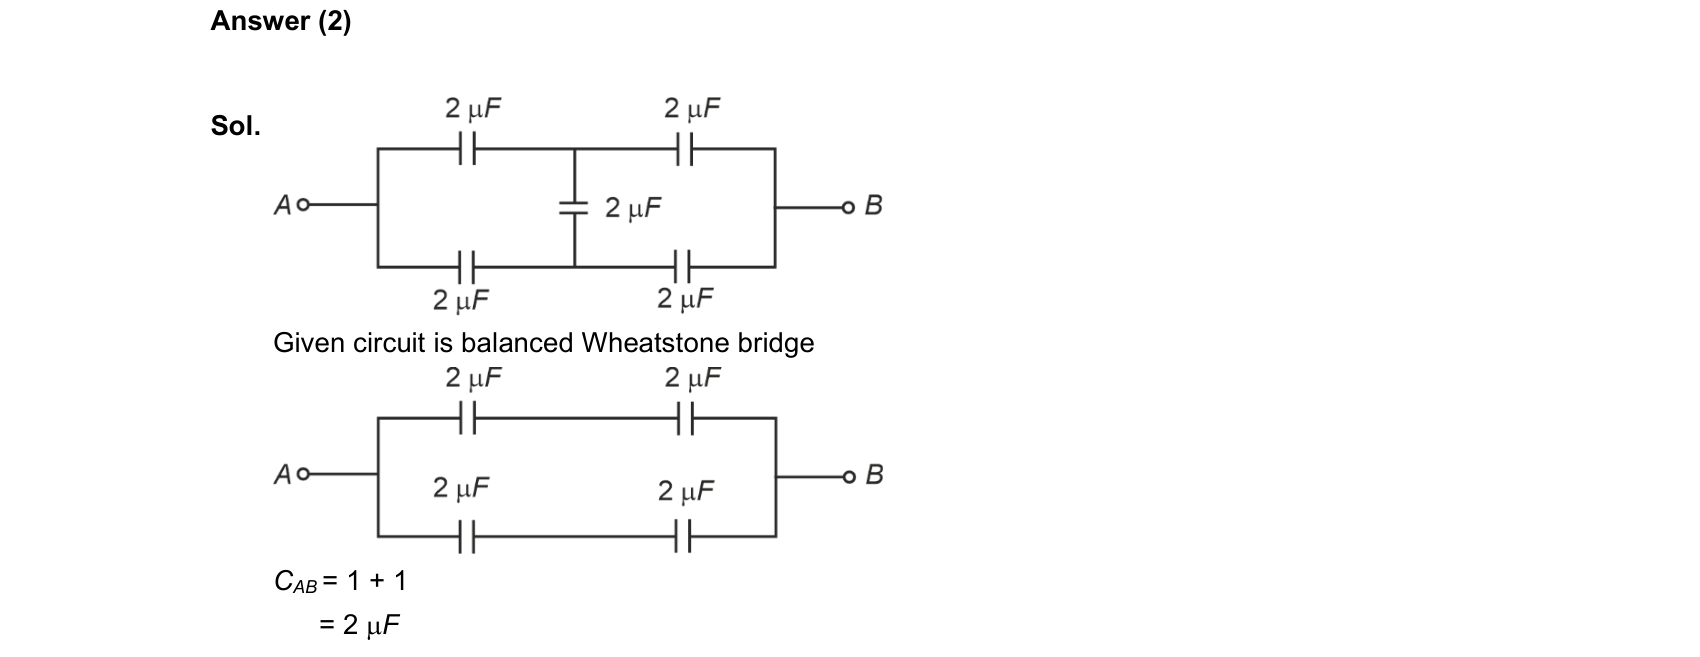 Answer (2)
2 μF 2 μF
Sol.
A 2 μF B
2 μF 2 μF
Given circuit is balanced Wheatstone bridge
2 μF 2 μF
A B
2 μF 2 μF
C_AB = 1 + 1
= 2 μF